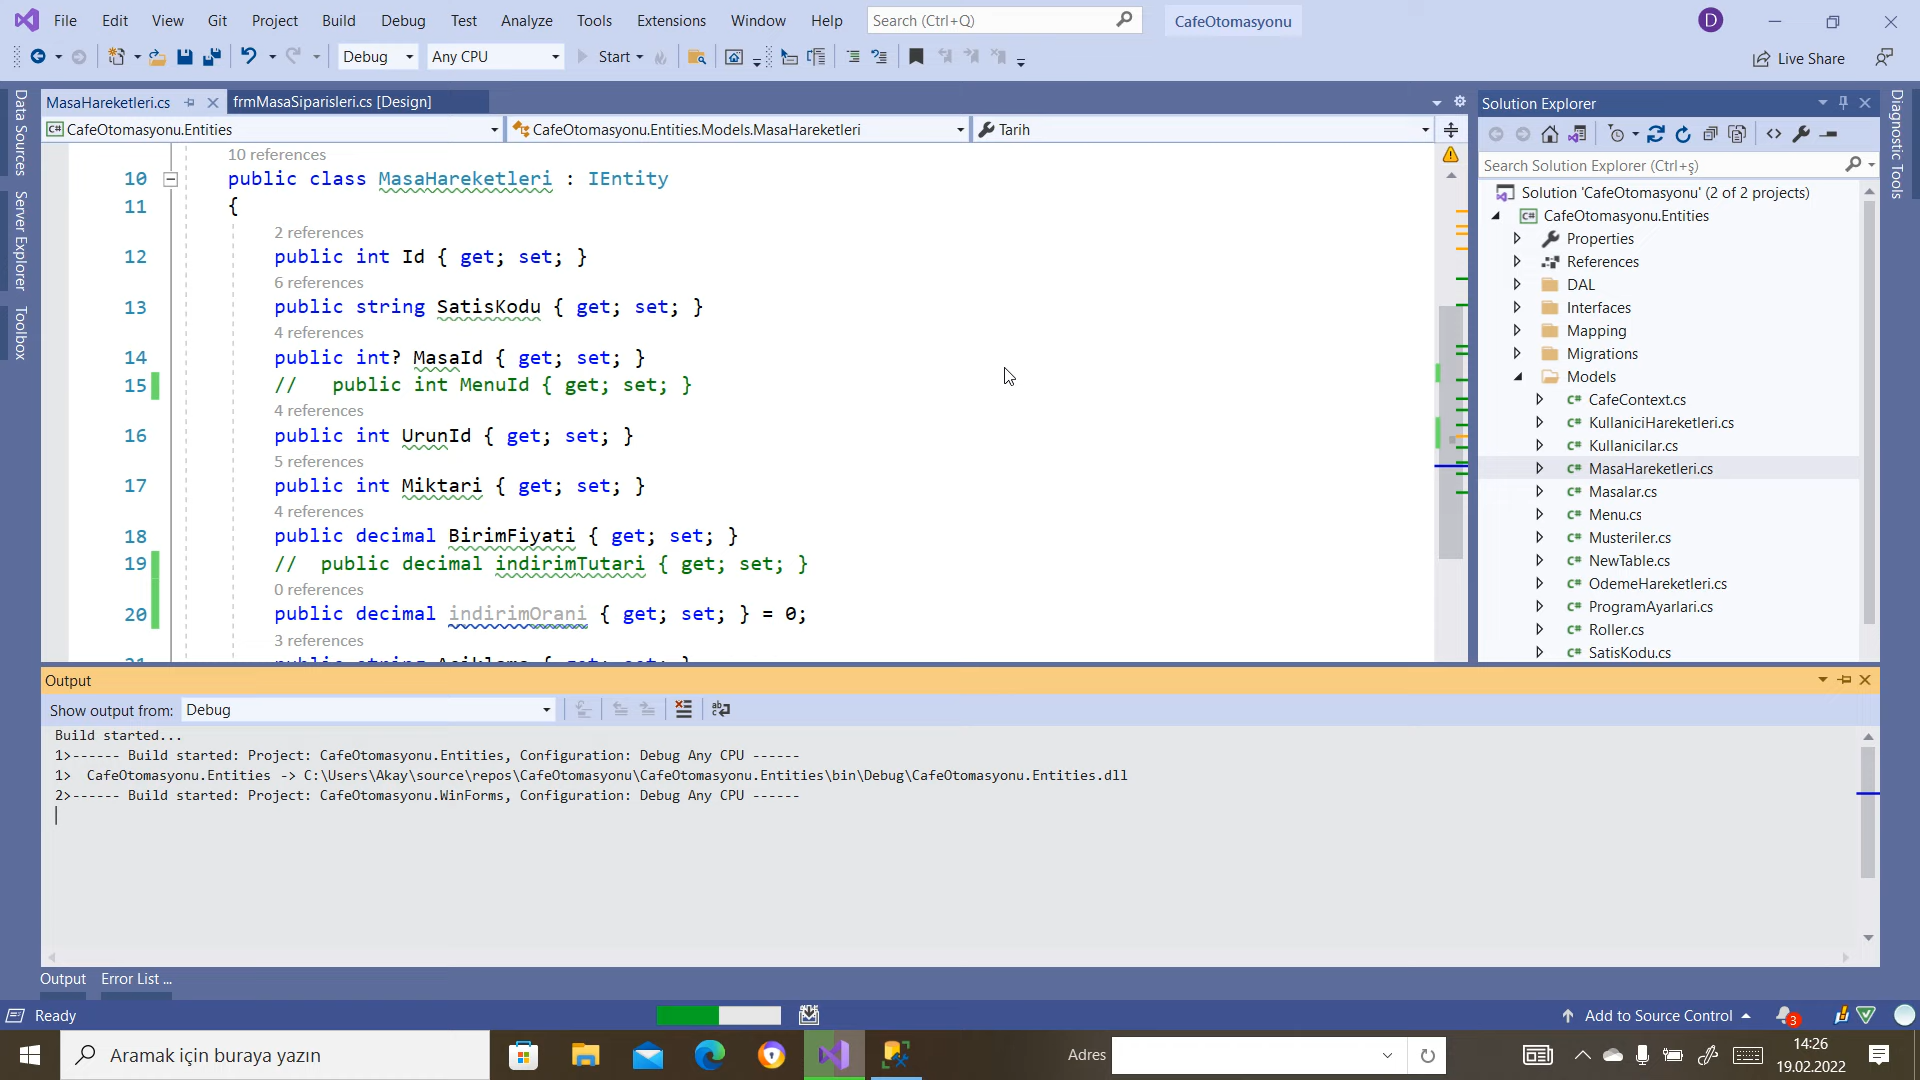 File Edit View Git Project Build Debug Test Analyze Tools Extensions Window Help Search (Ctrl+Q) CafeOtomasyonu D
Debug Any CPU Start Live Share
MasaHareketleri.cs frmMasaSiparisleri.cs [Design]
CafeOtomasyonu.Entities CafeOtomasyonu.Entities.Models.MasaHareketleri Tarih
10 references
10 public class MasaHareketleri : IEntity
11 {
2 references
12 public int Id { get; set; }
6 references
13 public string SatisKodu { get; set; }
4 references
14 public int? MasaId { get; set; }
15 // public int MenuId { get; set; }
4 references
16 public int UrunId { get; set; }
5 references
17 public int Miktari { get; set; }
4 references
18 public decimal BirimFiyati { get; set; }
19 // public decimal indirimTutari { get; set; }
0 references
20 public decimal indirimOrani { get; set; } = 0;
3 references
Data Sources
Server Explorer
Toolbox
Solution Explorer
Search Solution Explorer (Ctrl+ş)
Solution 'CafeOtomasyonu' (2 of 2 projects)
CafeOtomasyonu.Entities
Properties
References
DAL
Interfaces
Mapping
Migrations
Models
CafeContext.cs
KullaniciHareketleri.cs
Kullanicilar.cs
MasaHareketleri.cs
Masalar.cs
Menu.cs
Musteriler.cs
NewTable.cs
OdemeHareketleri.cs
ProgramAyarlari.cs
Roller.cs
SatisKodu.cs
Diagnostic Tools
Output
Show output from: Debug
Build started...
1>------ Build started: Project: CafeOtomasyonu.Entities, Configuration: Debug Any CPU ------
1> CafeOtomasyonu.Entities -> C:\Users\Akay\source\repos\CafeOtomasyonu\CafeOtomasyonu.Entities\bin\Debug\CafeOtomasyonu.Entities.dll
2>------ Build started: Project: CafeOtomasyonu.WinForms, Configuration: Debug Any CPU ------
Output Error List ...
Ready Add to Source Control 3
Aramak için buraya yazın Adres 14:26
19.02.2022